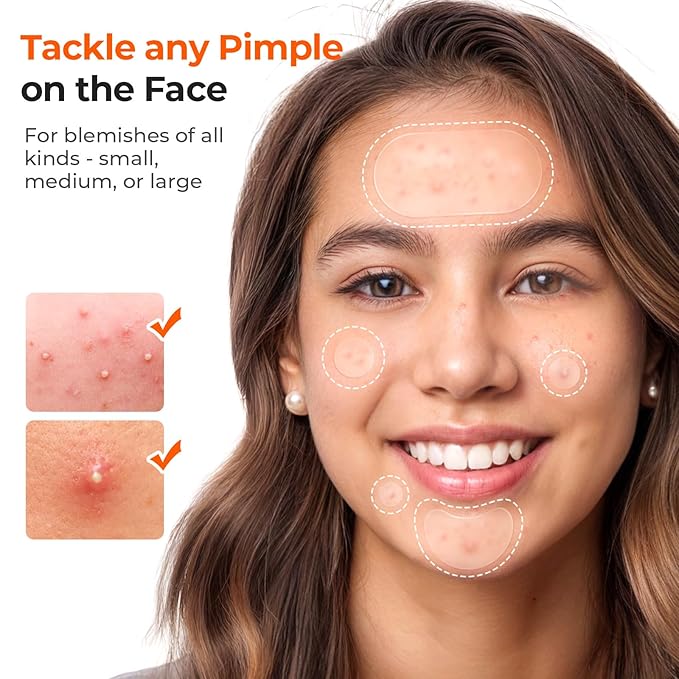 Tackle any Pimple
on the Face
For blemishes of all
kinds - small,
medium, or large